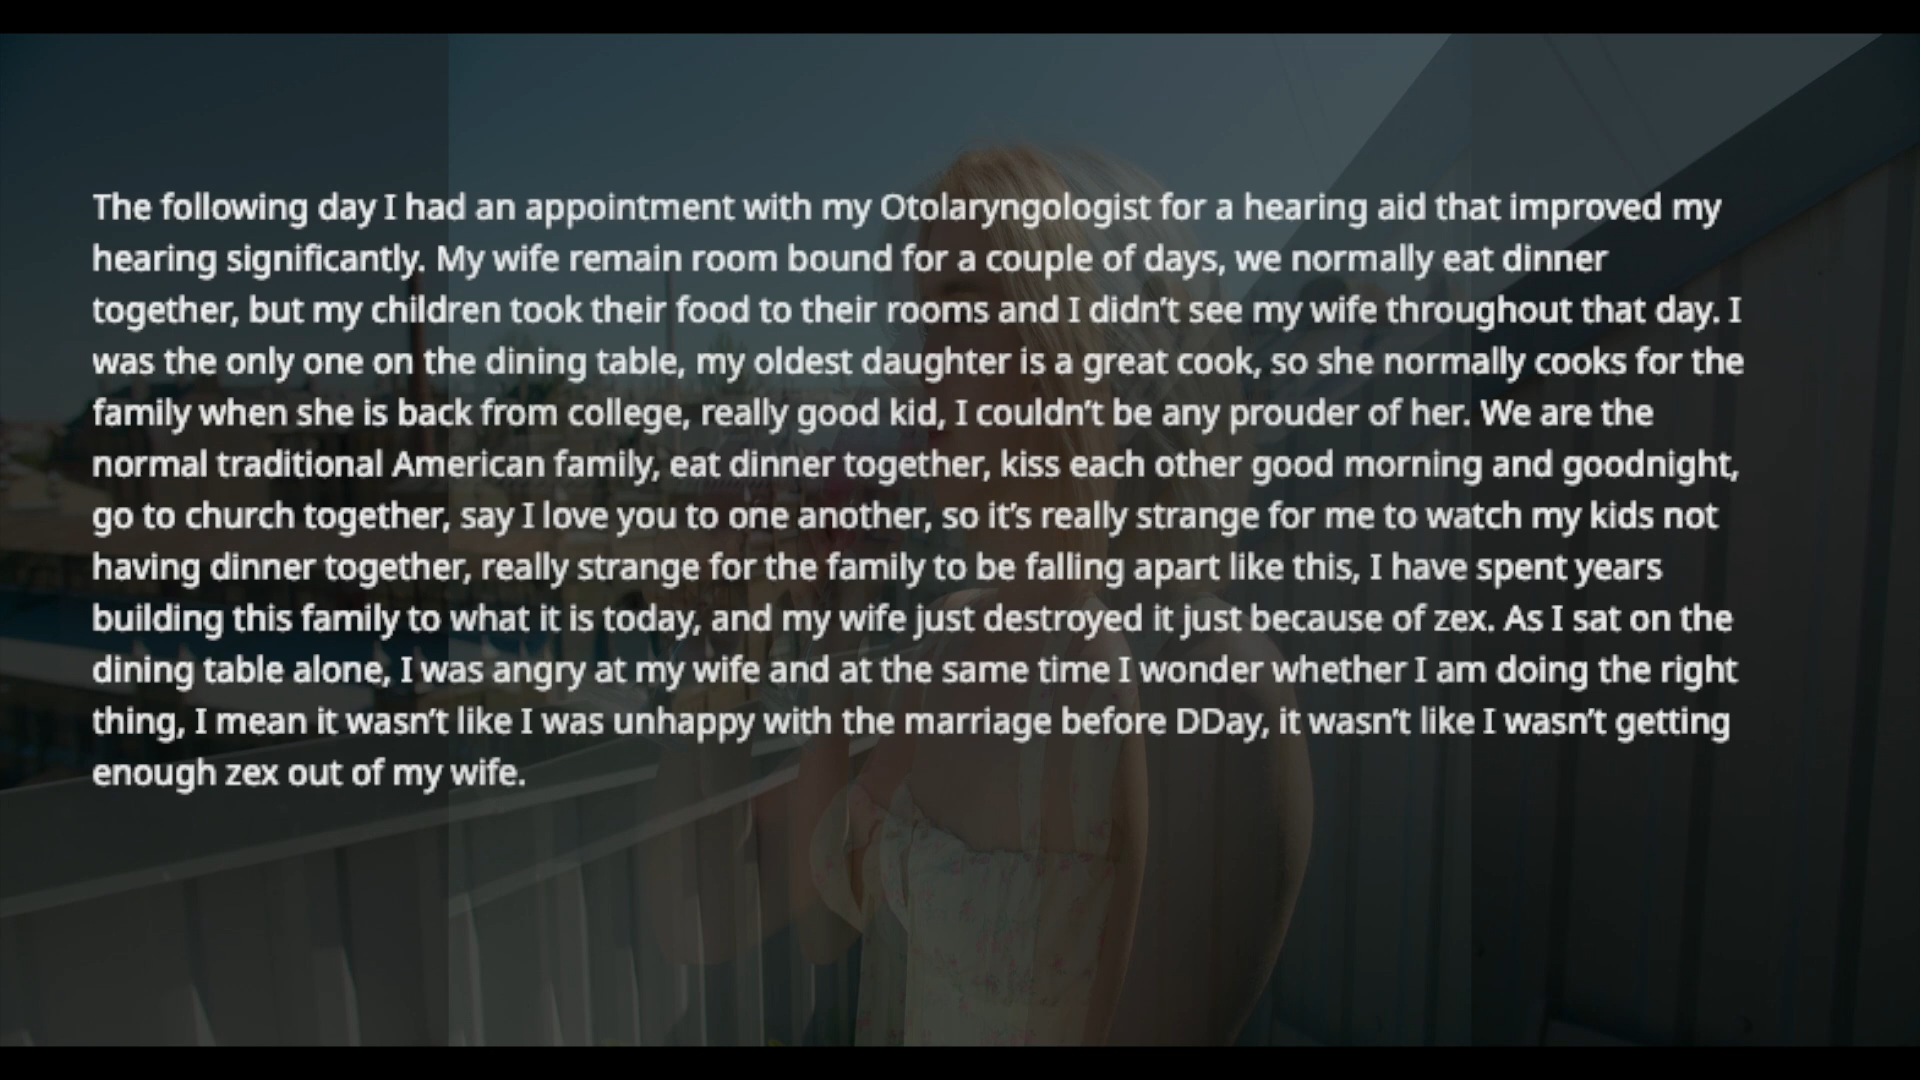 The following day I had an appointment with my Otolaryngologist for a hearing aid that improved my
hearing significantly. My wife remain room bound for a couple of days, we normally eat dinner
together, but my children took their food to their rooms and I didn’t see my wife throughout that day. I
was the only one on the dining table, my oldest daughter is a great cook, so she normally cooks for the
family when she is back from college, really good kid, I couldn’t be any prouder of her. We are the
normal traditional American family, eat dinner together, kiss each other good morning and goodnight,
go to church together, say I love you to one another, so it’s really strange for me to watch my kids not
having dinner together, really strange for the family to be falling apart like this, I have spent years
building this family to what it is today, and my wife just destroyed it just because of zex. As I sat on the
dining table alone, I was angry at my wife and at the same time I wonder whether I am doing the right
thing, I mean it wasn’t like I was unhappy with the marriage before DDay, it wasn’t like I wasn’t getting
enough zex out of my wife.